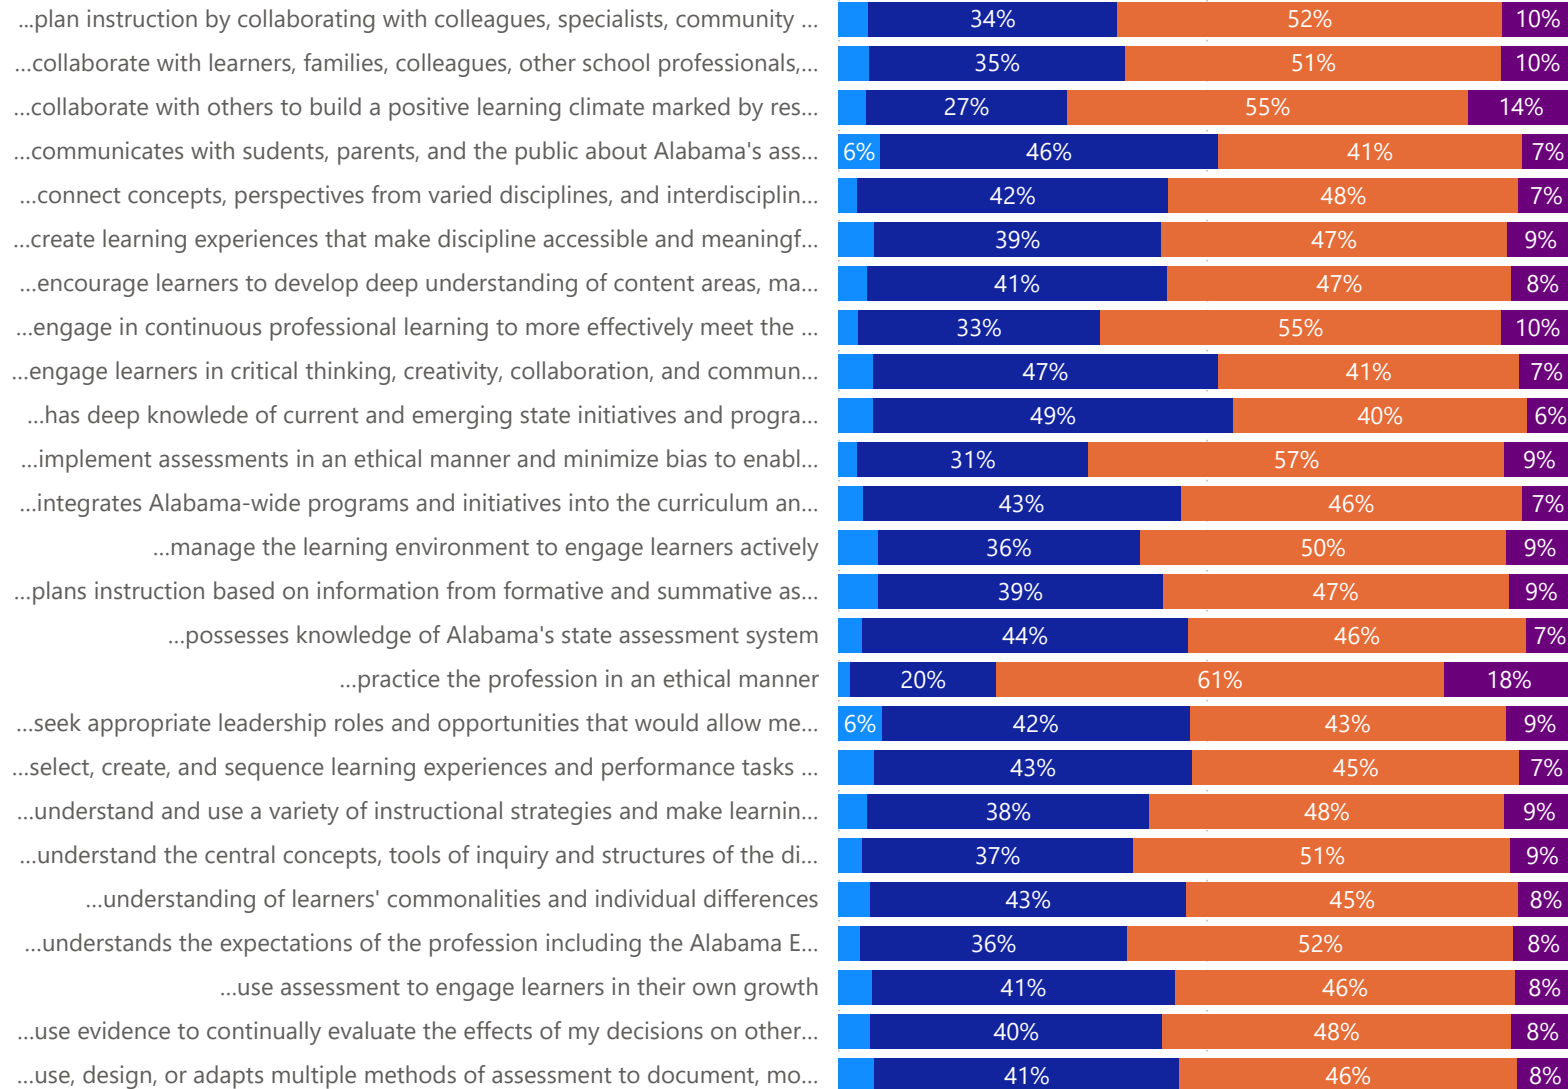 ...plan instruction by collaborating with colleagues, specialists, community ... 34% 52% 10%
...collaborate with learners, families, colleagues, other school professionals,... 35% 51% 10%
...collaborate with others to build a positive learning climate marked by res... 27% 55% 14%
...communicates with sudents, parents, and the public about Alabama's ass... 6% 46% 41% 7%
...connect concepts, perspectives from varied disciplines, and interdisciplin... 42% 48% 7%
...create learning experiences that make discipline accessible and meaningf... 39% 47% 9%
...encourage learners to develop deep understanding of content areas, ma... 41% 47% 8%
...engage in continuous professional learning to more effectively meet the ... 33% 55% 10%
...engage learners in critical thinking, creativity, collaboration, and commun... 47% 41% 7%
...has deep knowlede of current and emerging state initiatives and progra... 49% 40% 6%
...implement assessments in an ethical manner and minimize bias to enabl... 31% 57% 9%
...integrates Alabama-wide programs and initiatives into the curriculum an... 43% 46% 7%
...manage the learning environment to engage learners actively 36% 50% 9%
...plans instruction based on information from formative and summative as... 39% 47% 9%
...possesses knowledge of Alabama's state assessment system 44% 46% 7%
...practice the profession in an ethical manner 20% 61% 18%
...seek appropriate leadership roles and opportunities that would allow me... 6% 42% 43% 9%
...select, create, and sequence learning experiences and performance tasks ... 43% 45% 7%
...understand and use a variety of instructional strategies and make learnin... 38% 48% 9%
...understand the central concepts, tools of inquiry and structures of the di... 37% 51% 9%
...understanding of learners' commonalities and individual differences 43% 45% 8%
...understands the expectations of the profession including the Alabama E... 36% 52% 8%
...use assessment to engage learners in their own growth 41% 46% 8%
...use evidence to continually evaluate the effects of my decisions on other... 40% 48% 8%
...use, design, or adapts multiple methods of assessment to document, mo... 41% 46% 8%